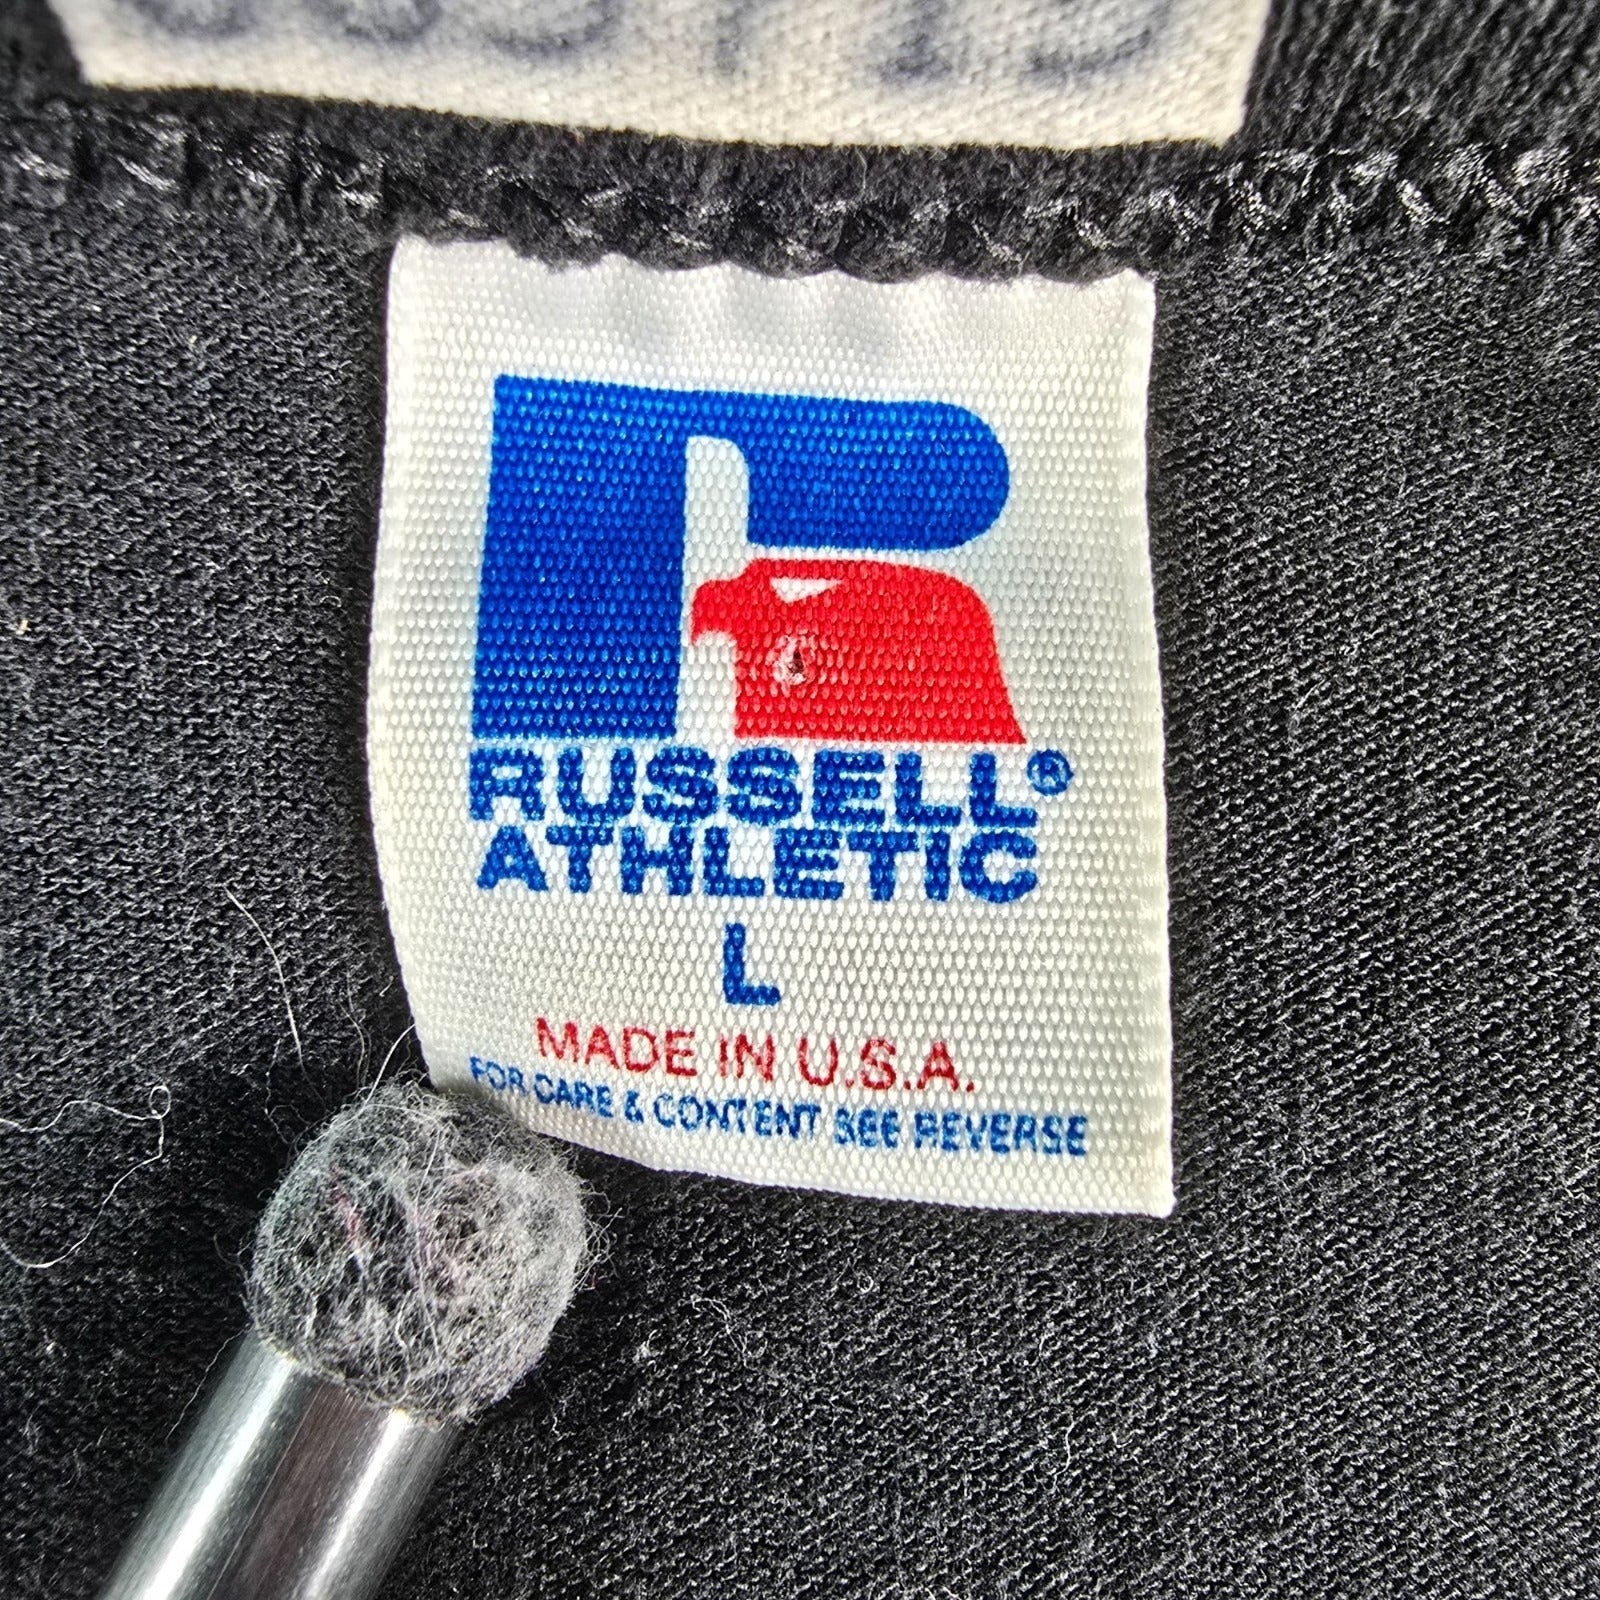 RUSSELL®
ATHLETIC
L
MADE IN U.S.A.
FOR CARE & CONTENT SEE REVERSE